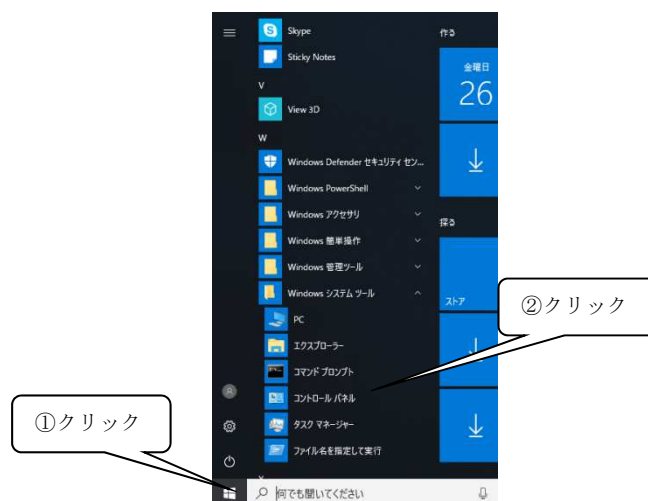 Skype
Sticky Notes
V
View 3D
W
Windows Defender セキュリティ セン...
Windows PowerShell
Windows アクセサリ
Windows 簡単操作
Windows 管理ツール
Windows システム ツール
PC
エクスプローラー
コマンド プロンプト
コントロール パネル
タスク マネージャー
ファイル名を指定して実行
何でも聞いてください
作る
金曜日
26
探る
ストア
②クリック
①クリック